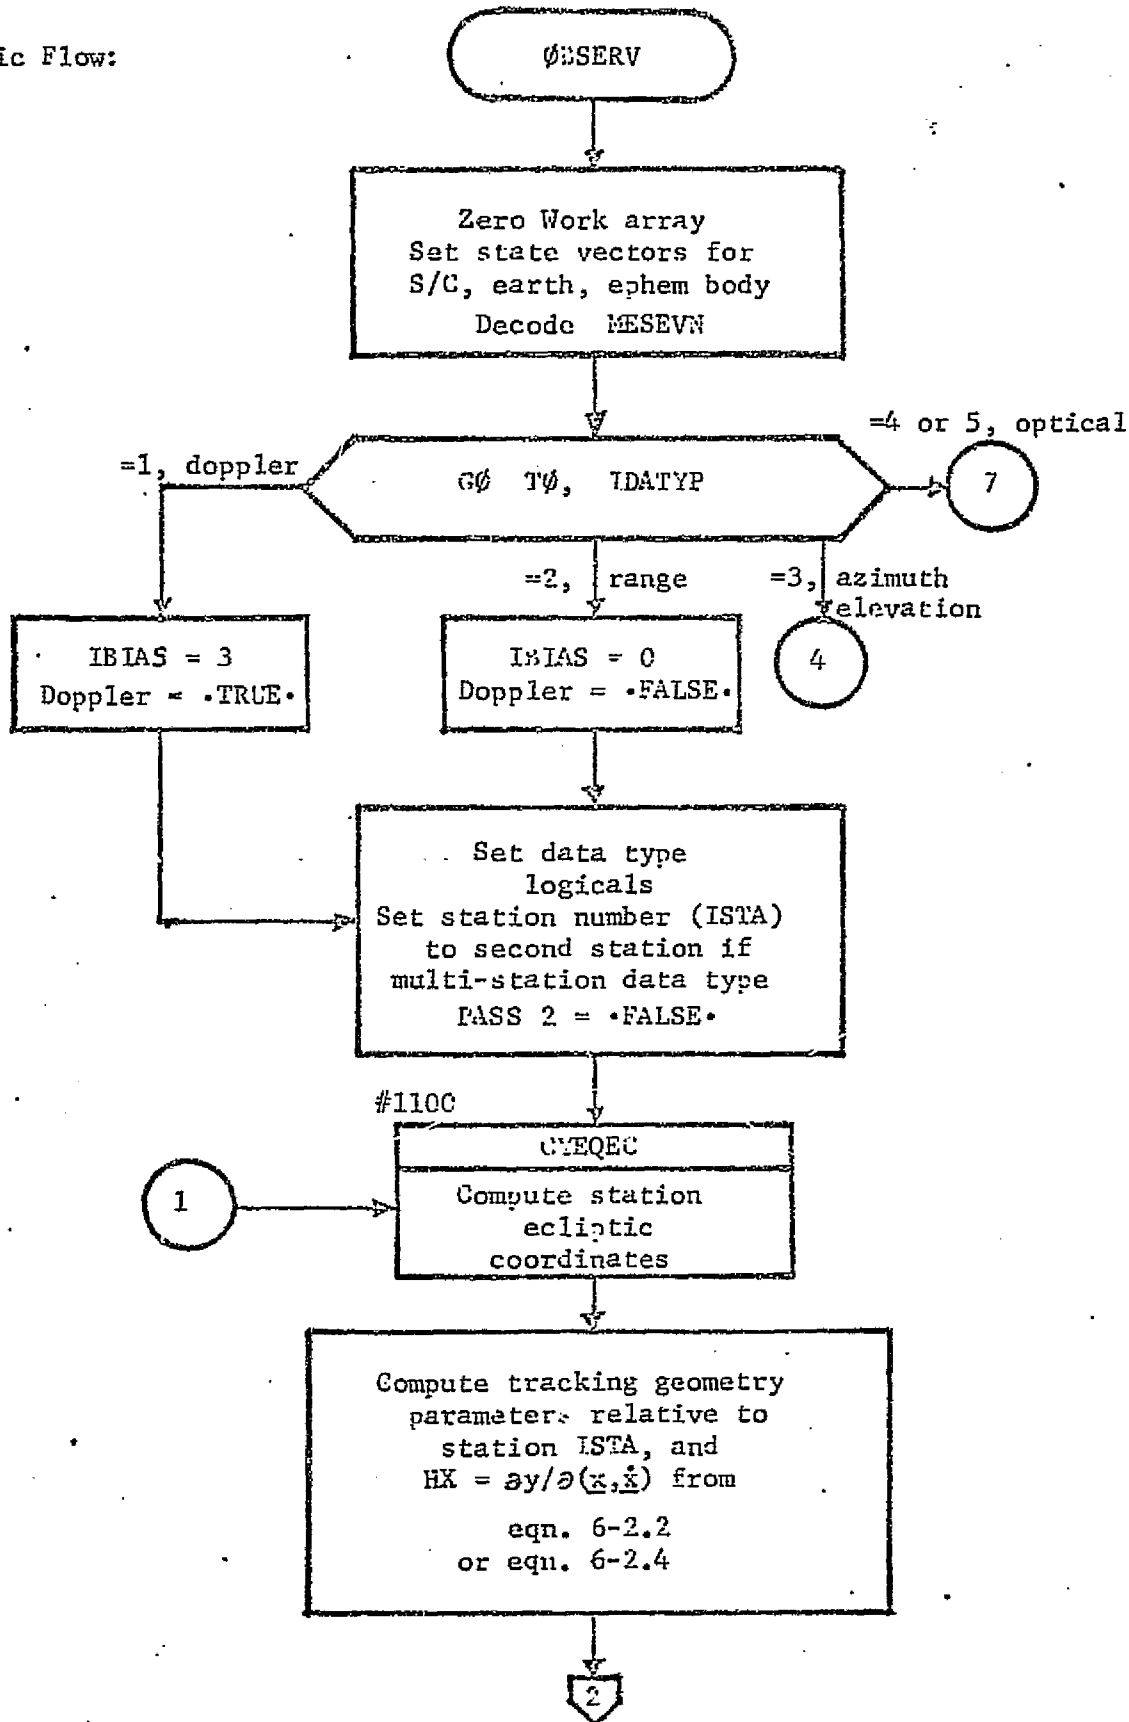 ic Flow:
ØBSERV
Zero Work array
Set state vectors for
S/C, earth, ephem body
Decode MESEVN
=4 or 5, optical
=1, doppler
GØ TØ, IDATYP
7
=2, range
=3, azimuth
elevation
IBIAS = 3
Doppler = .TRUE.
IBIAS = 0
Doppler = .FALSE.
4
Set data type
logicals
Set station number (ISTA)
to second station if
multi-station data type
PASS 2 = .FALSE.
#1100
1
Compute station
ecliptic
coordinates
Compute tracking geometry
parameters relative to
station ISTA, and
HX = ∂y/∂(x,ẋ) from
eqn. 6-2.2
or eqn. 6-2.4
2